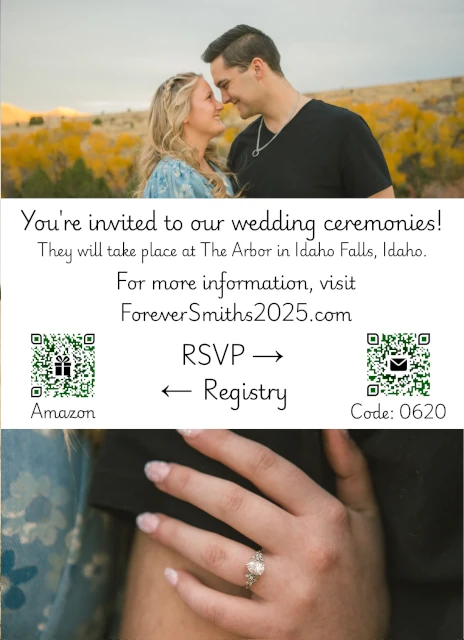 You're invited to our wedding ceremonies!
They will take place at The Arbor in Idaho Falls, Idaho.
For more information, visit
ForeverSmiths2025.com
RSVP →
← Registry
Amazon
Code: 0620